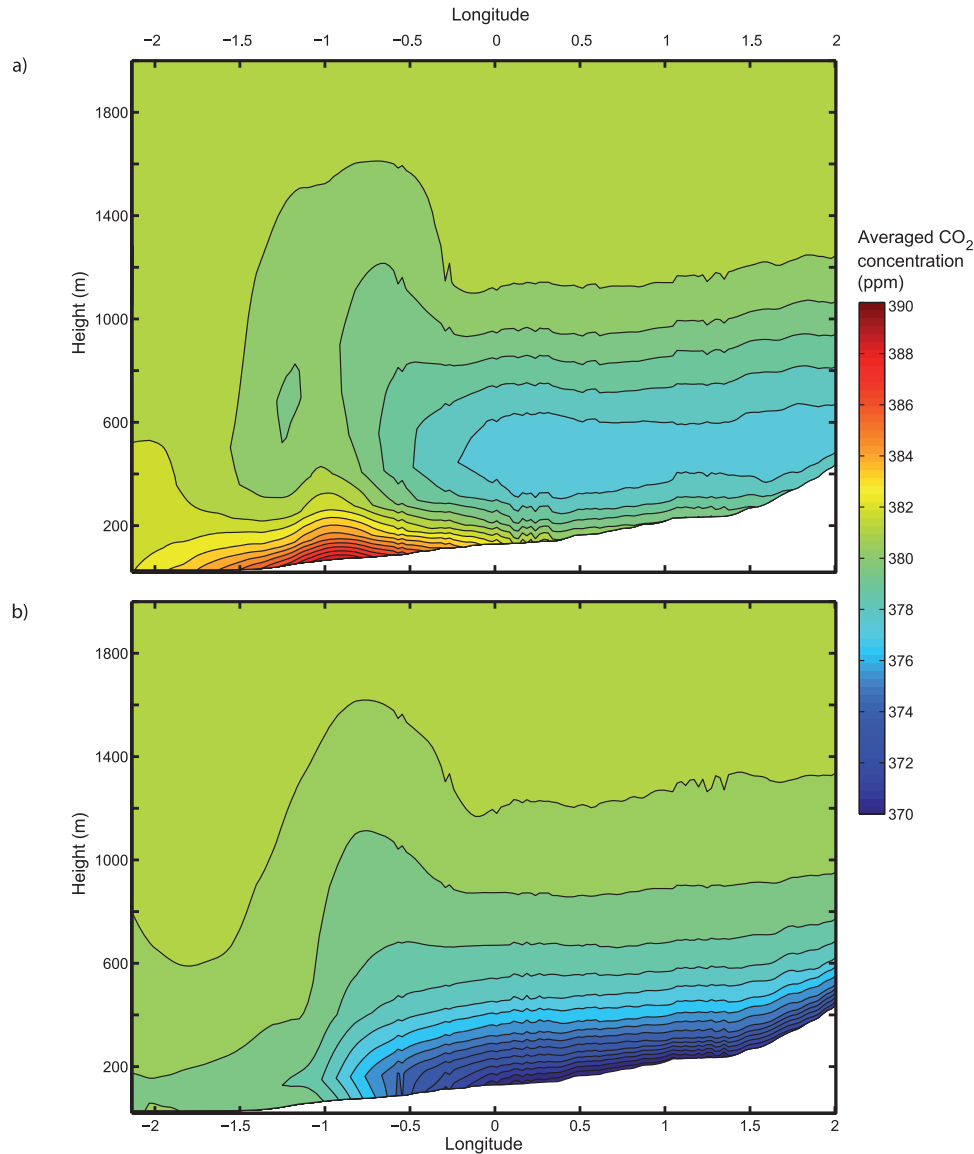 Longitude
−2 −1.5 −1 −0.5 0 0.5 1 1.5 2
a)
1800
1400
1000
600
200
Height (m)
Averaged CO2
concentration
(ppm)
390
388
386
384
382
380
378
376
374
372
370
b)
1800
1400
1000
600
200
Height (m)
−2 −1.5 −1 −0.5 0 0.5 1 1.5 2
Longitude